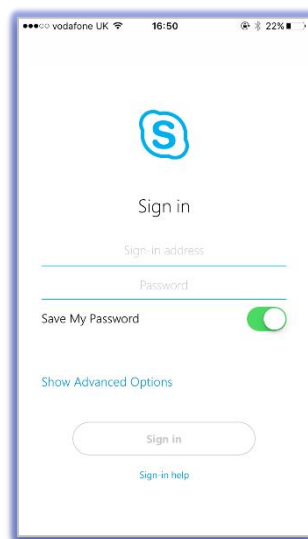 vodafone UK 16:50 22%
S
Sign in
Sign-in address
Password
Save My Password
Show Advanced Options
Sign in
Sign-in help